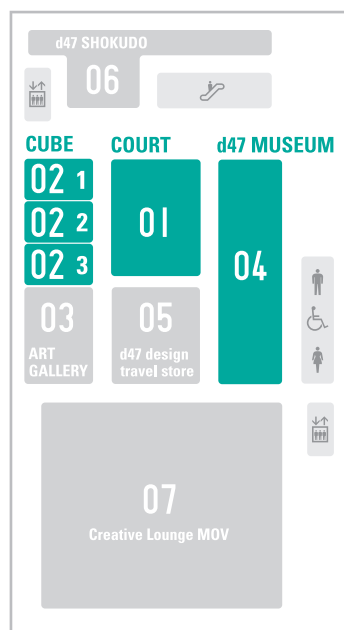 d47 SHOKUDO
06
CUBE
COURT
d47 MUSEUM
02 1
02 2
02 3
01
04
03
ART
GALLERY
05
d47 design
travel store
07
Creative Lounge MOV